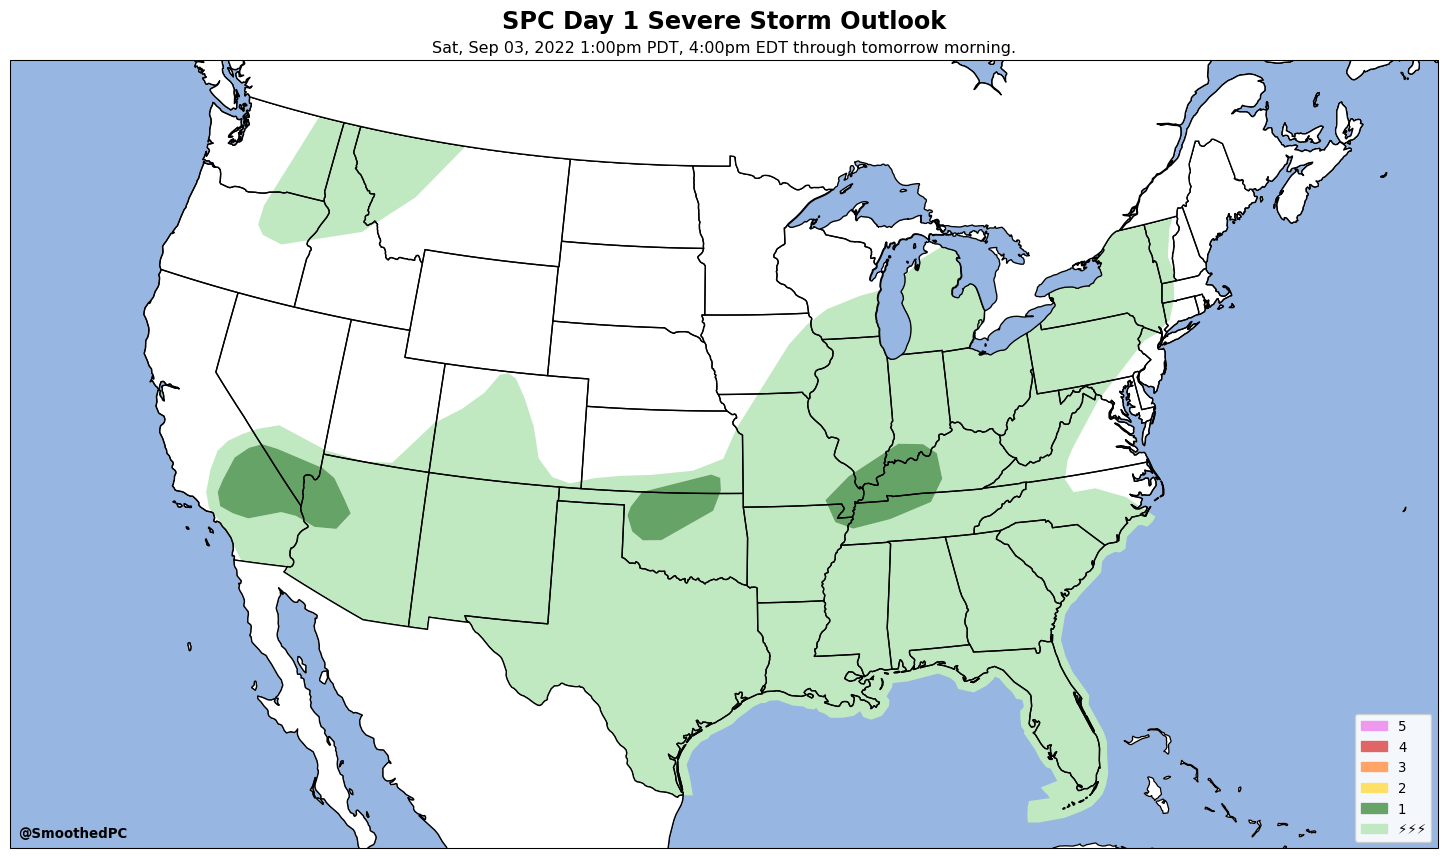 SPC Day 1 Severe Storm Outlook
Sat, Sep 03, 2022 1:00pm PDT, 4:00pm EDT through tomorrow morning.
5
4
3
2
1
⚡⚡⚡
@SmoothedPC